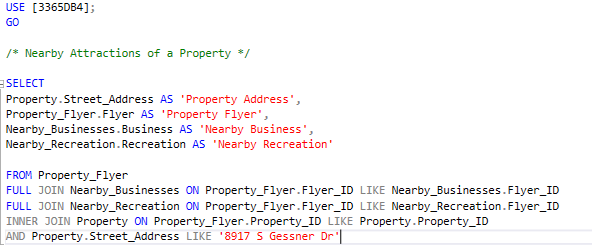 USE [3365DB4];
GO
/* Nearby Attractions of a Property */
SELECT
Property.Street_Address AS 'Property Address',
Property_Flyer.Flyer AS 'Property Flyer',
Nearby_Businesses.Business AS 'Nearby Business',
Nearby_Recreation.Recreation AS 'Nearby Recreation'
FROM Property_Flyer
FULL JOIN Nearby_Businesses ON Property_Flyer.Flyer_ID LIKE Nearby_Businesses.Flyer_ID
FULL JOIN Nearby_Recreation ON Property_Flyer.Flyer_ID LIKE Nearby_Recreation.Flyer_ID
INNER JOIN Property ON Property_Flyer.Property_ID LIKE Property.Property_ID
AND Property.Street_Address LIKE '8917 S Gessner Dr'